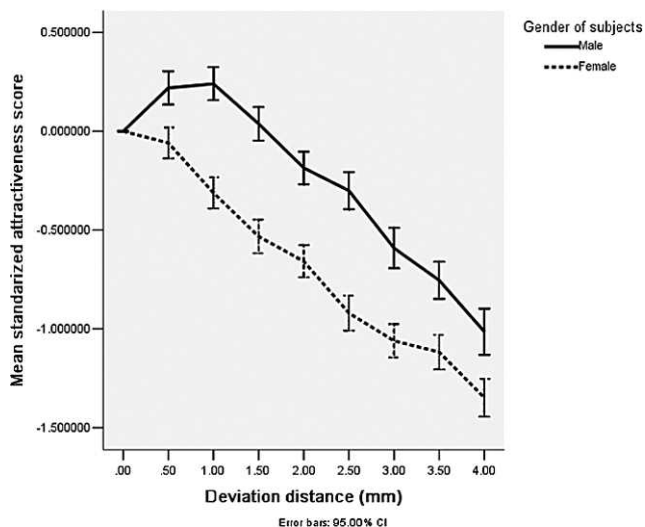 Gender of subjects
Male
Female
Mean standarized attractiveness score
0.500000
0.000000
-0.500000
-1.000000
-1.500000
.00 .50 1.00 1.50 2.00 2.50 3.00 3.50 4.00
Deviation distance (mm)
Error bars: 95.00% CI